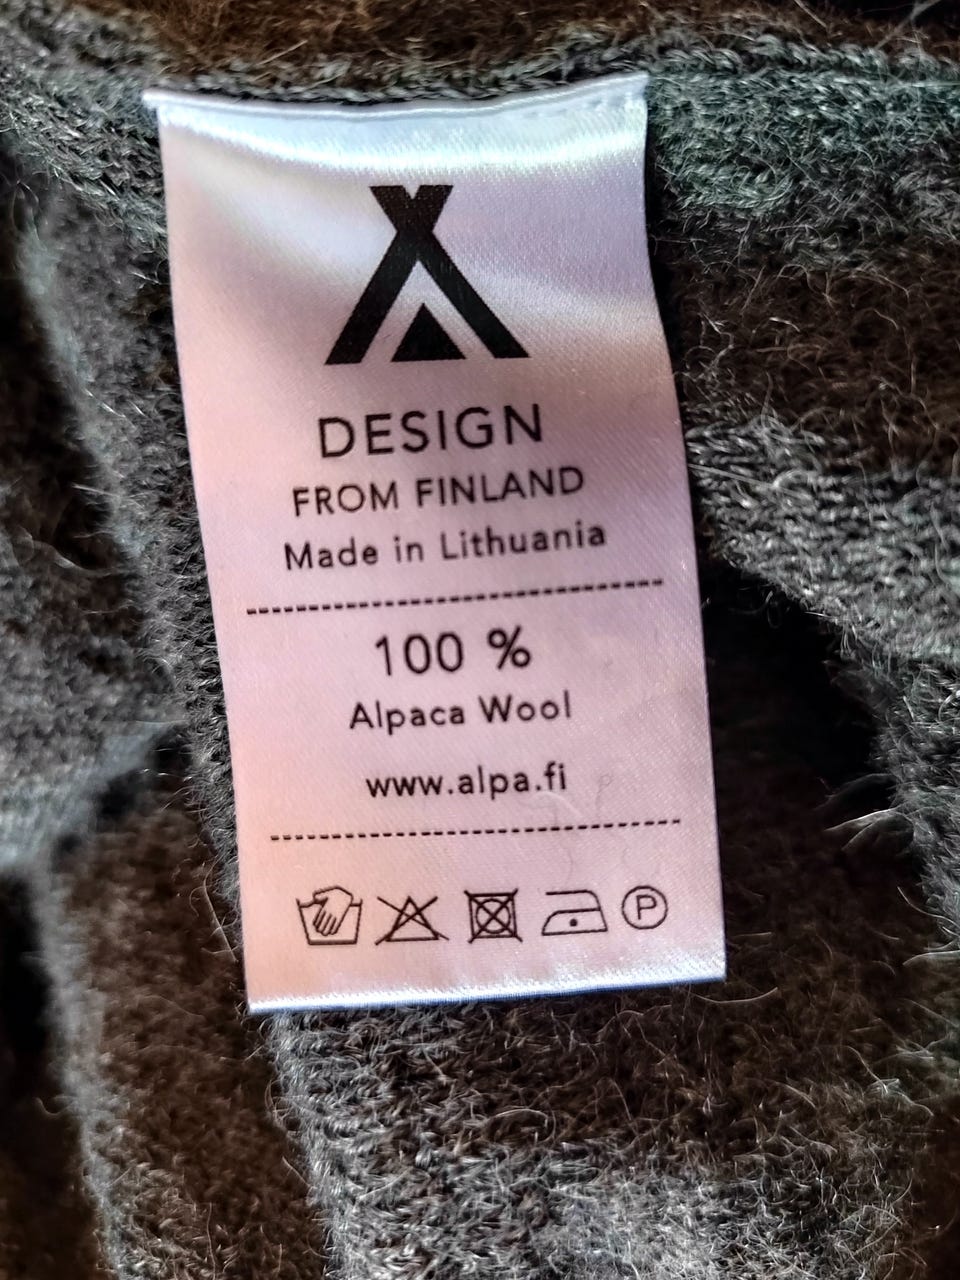 DESIGN
FROM FINLAND
Made in Lithuania
100 %
Alpaca Wool
www.alpa.fi
P